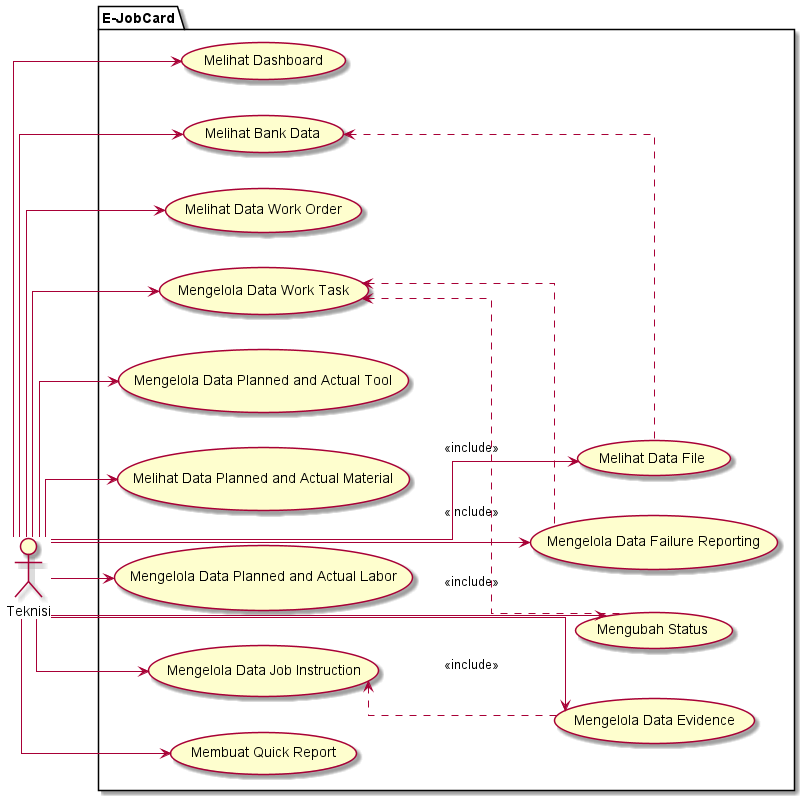 E-JobCard
Melihat Dashboard
Melihat Bank Data
Melihat Data Work Order
Mengelola Data Work Task
Mengelola Data Planned and Actual Tool
«include»
Melihat Data File
Melihat Data Planned and Actual Material
«include»
Mengelola Data Failure Reporting
Mengelola Data Planned and Actual Labor
«include»
Teknisi
Mengubah Status
Mengelola Data Job Instruction
«include»
Mengelola Data Evidence
Membuat Quick Report